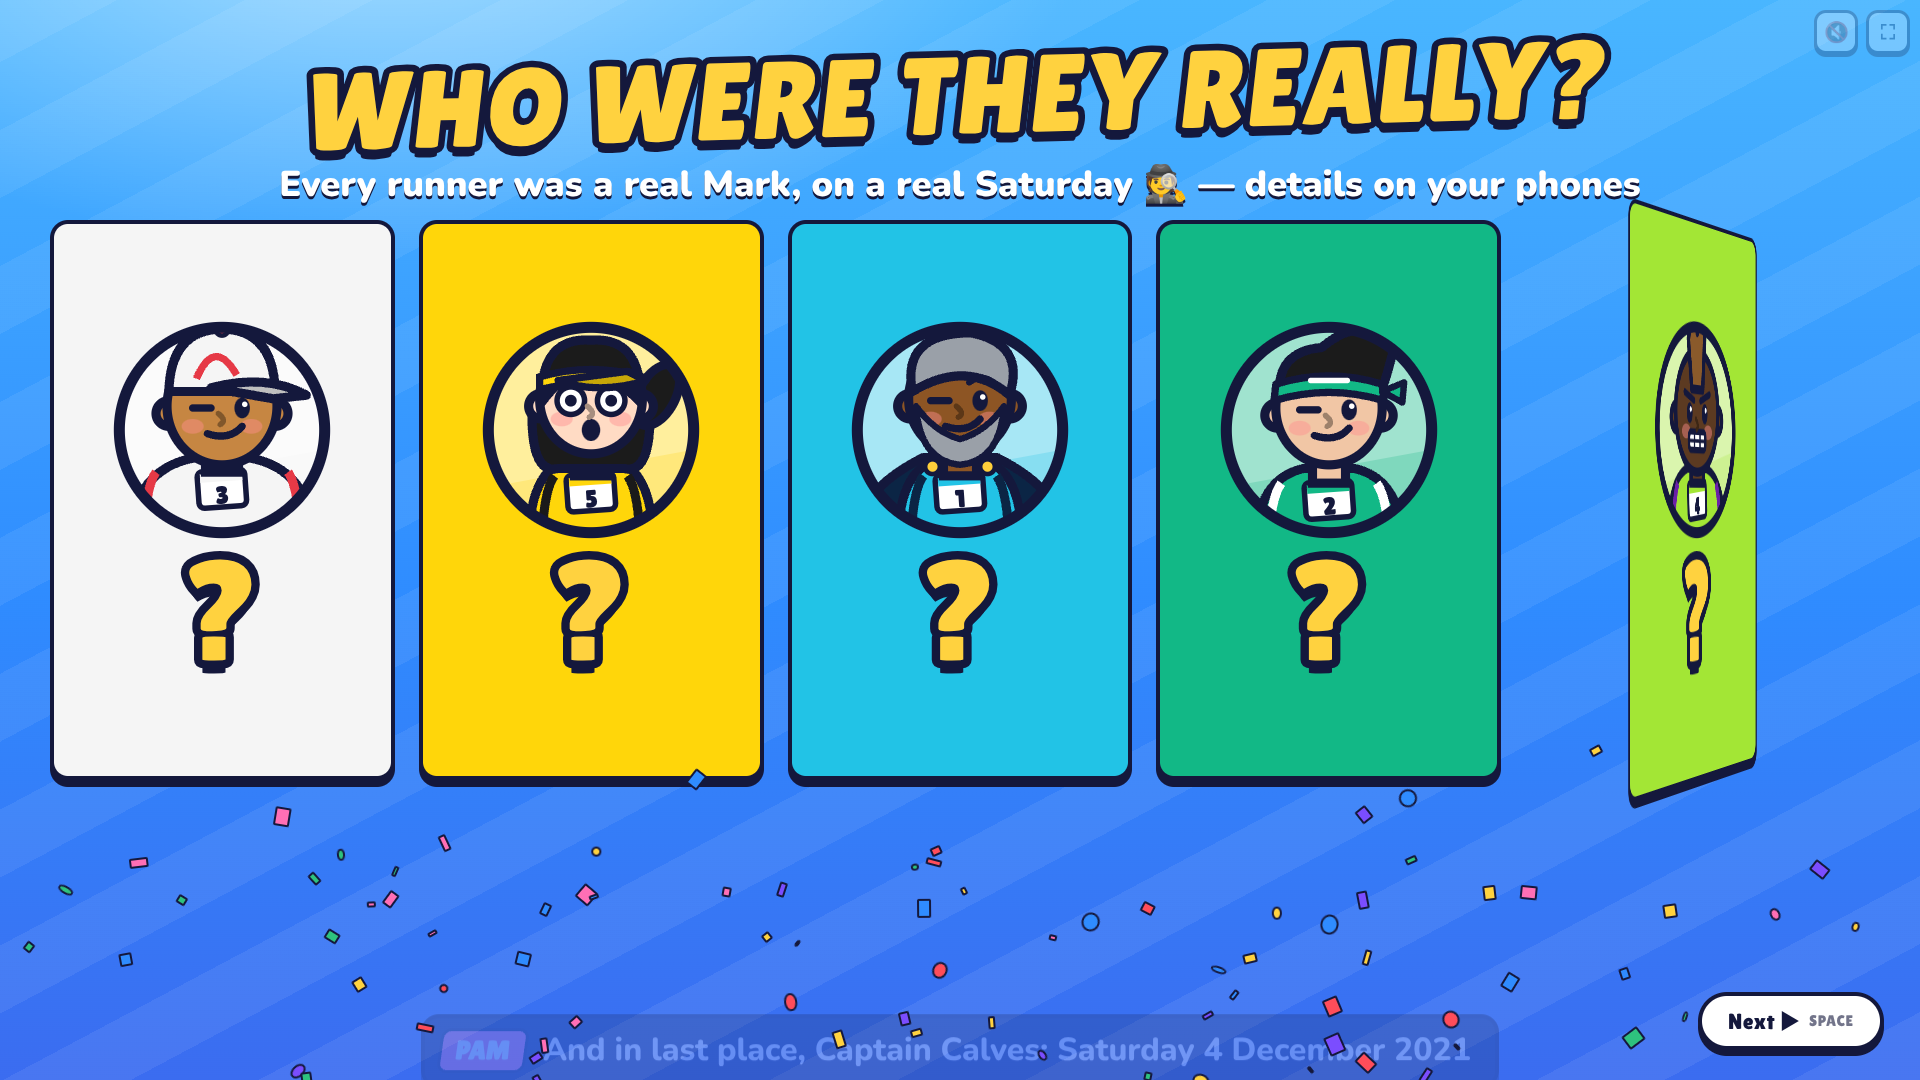 WHO WERE THEY REALLY?
Every runner was a real Mark, on a real Saturday 🕵️ — details on your phones
3
5
1
2
4
?
?
?
?
?
PAM And in last place, Captain Calves: Saturday 4 December 2021
Next ▶ SPACE